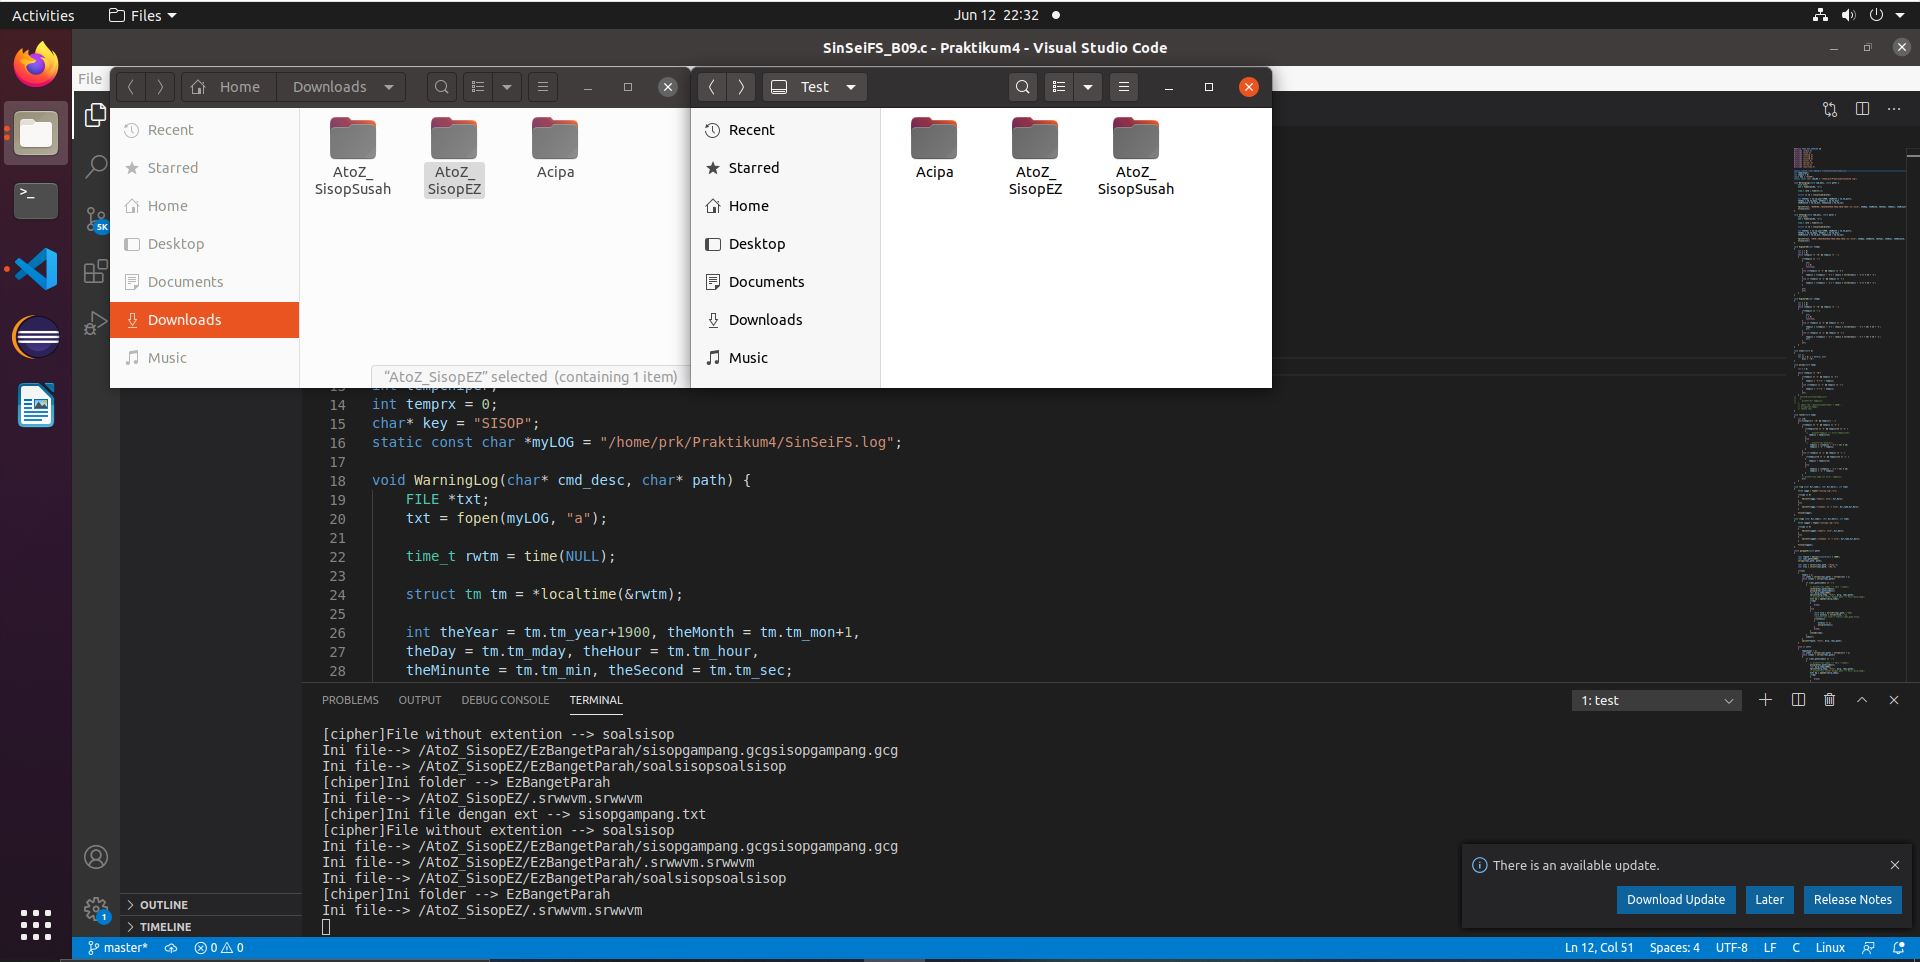 Activities
Files
Jun 12 22:32
SinSeiFS_B09.c - Praktikum4 - Visual Studio Code
File
Home
Downloads
Recent
Starred
Home
Desktop
Documents
Downloads
Music
AtoZ_
SisopSusah
AtoZ_
SisopEZ
Acipa
“AtoZ_SisopEZ” selected (containing 1 item)
Test
Recent
Starred
Home
Desktop
Documents
Downloads
Music
Acipa
AtoZ_
SisopEZ
AtoZ_
SisopSusah
5K
14 int temprx = 0;
15 char* key = "SISOP";
16 static const char *myLOG = "/home/prk/Praktikum4/SinSeiFS.log";
17
18 void WarningLog(char* cmd_desc, char* path) {
19 FILE *txt;
20 txt = fopen(myLOG, "a");
21
22 time_t rwtm = time(NULL);
23
24 struct tm tm = *localtime(&rwtm);
25
26 int theYear = tm.tm_year+1900, theMonth = tm.tm_mon+1,
27 theDay = tm.tm_mday, theHour = tm.tm_hour,
28 theMinunte = tm.tm_min, theSecond = tm.tm_sec;
PROBLEMS OUTPUT DEBUG CONSOLE TERMINAL
1: test
[cipher]File without extention --> soalsisop
Ini file--> /AtoZ_SisopEZ/EzBangetParah/sisopgampang.gcgsisopgampang.gcg
Ini file--> /AtoZ_SisopEZ/EzBangetParah/soalsisopsoalsisop
[chiper]Ini folder --> EzBangetParah
Ini file--> /AtoZ_SisopEZ/.srwwvm.srwwvm
[chiper]Ini file dengan ext --> sisopgampang.txt
[cipher]File without extention --> soalsisop
Ini file--> /AtoZ_SisopEZ/EzBangetParah/sisopgampang.gcgsisopgampang.gcg
Ini file--> /AtoZ_SisopEZ/EzBangetParah/.srwwvm.srwwvm
Ini file--> /AtoZ_SisopEZ/EzBangetParah/soalsisopsoalsisop
[chiper]Ini folder --> EzBangetParah
Ini file--> /AtoZ_SisopEZ/.srwwvm.srwwvm
OUTLINE
TIMELINE
1
There is an available update.
Download Update Later Release Notes
master* 0 0
Ln 12, Col 51 Spaces: 4 UTF-8 LF C Linux